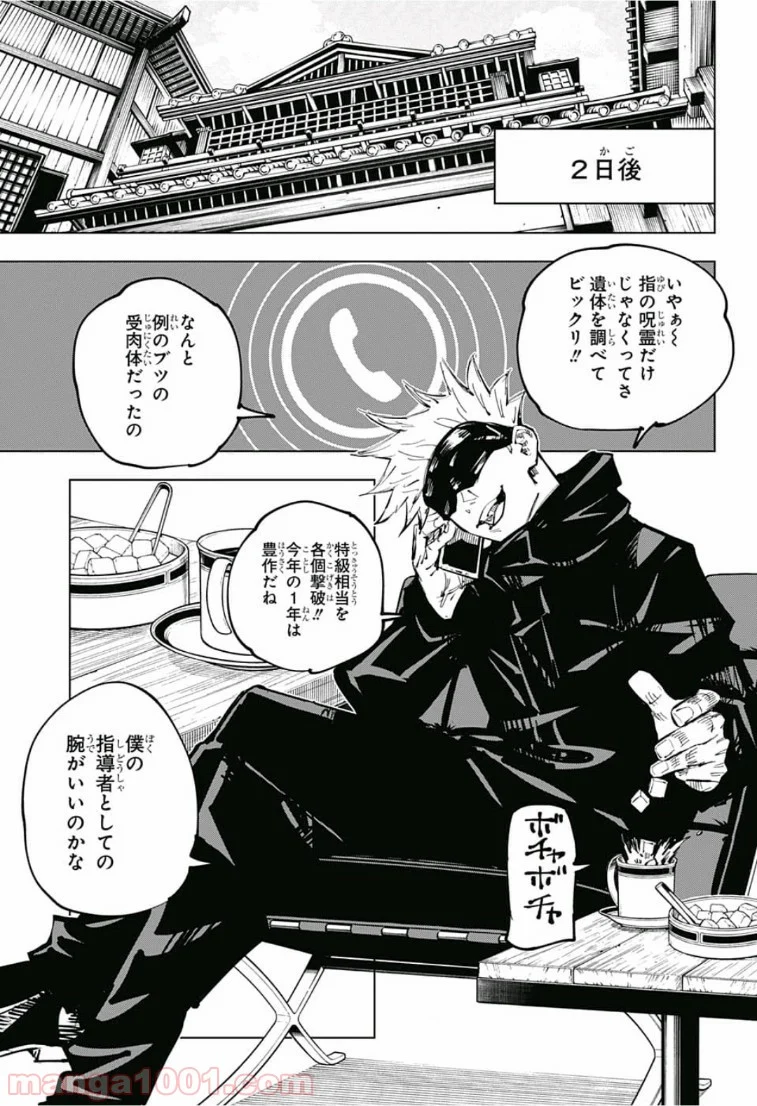 2日後
いやぁ〜
指の呪霊だけ
じゃなくってさ
遺体を調べて
ビックリ!!
なんと
例のブツの
受肉体だったの
特級相当を
各個撃破!!
今年の1年は
豊作だね
僕の
指導者としての
腕がいいのかな
ボチャボチャ
manga1001.com